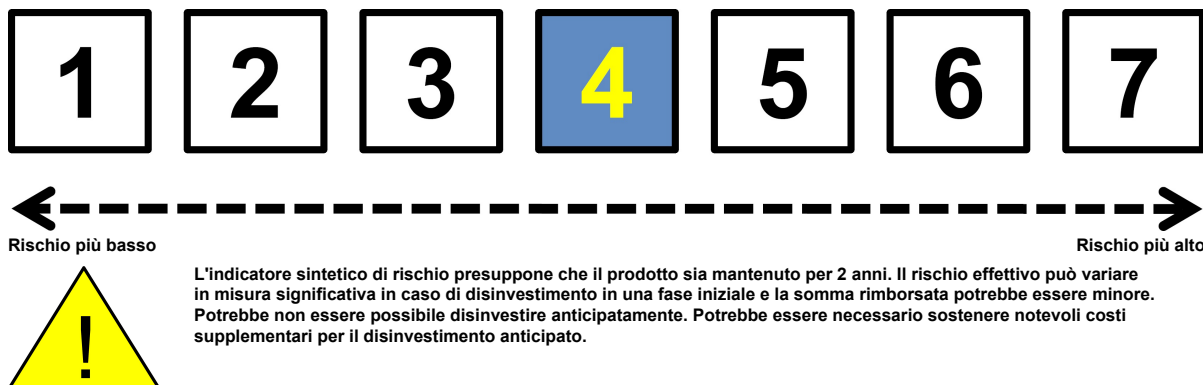 1 2 3 4 5 6 7
Rischio più basso Rischio più alto
L'indicatore sintetico di rischio presuppone che il prodotto sia mantenuto per 2 anni. Il rischio effettivo può variare
in misura significativa in caso di disinvestimento in una fase iniziale e la somma rimborsata potrebbe essere minore.
Potrebbe non essere possibile disinvestire anticipatamente. Potrebbe essere necessario sostenere notevoli costi
supplementari per il disinvestimento anticipato.
!